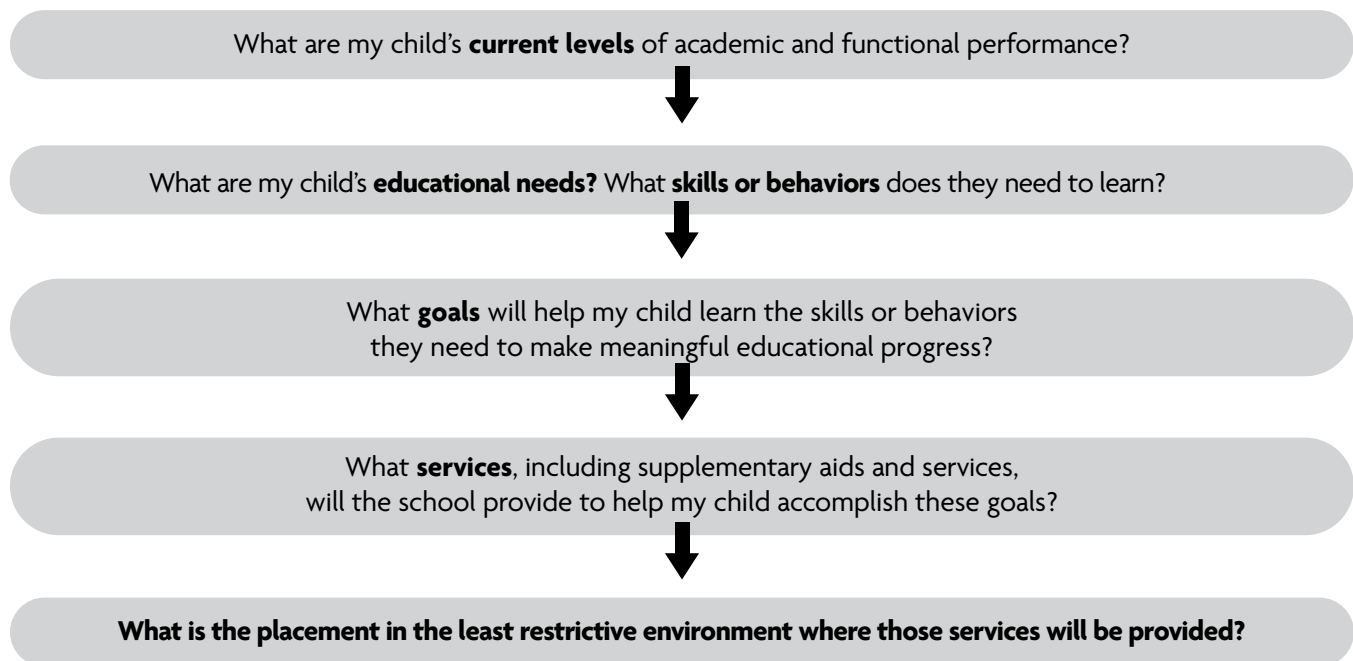 What are my child's current levels of academic and functional performance?
What are my child's educational needs? What skills or behaviors does they need to learn?
What goals will help my child learn the skills or behaviors
they need to make meaningful educational progress?
What services, including supplementary aids and services,
will the school provide to help my child accomplish these goals?
What is the placement in the least restrictive environment where those services will be provided?